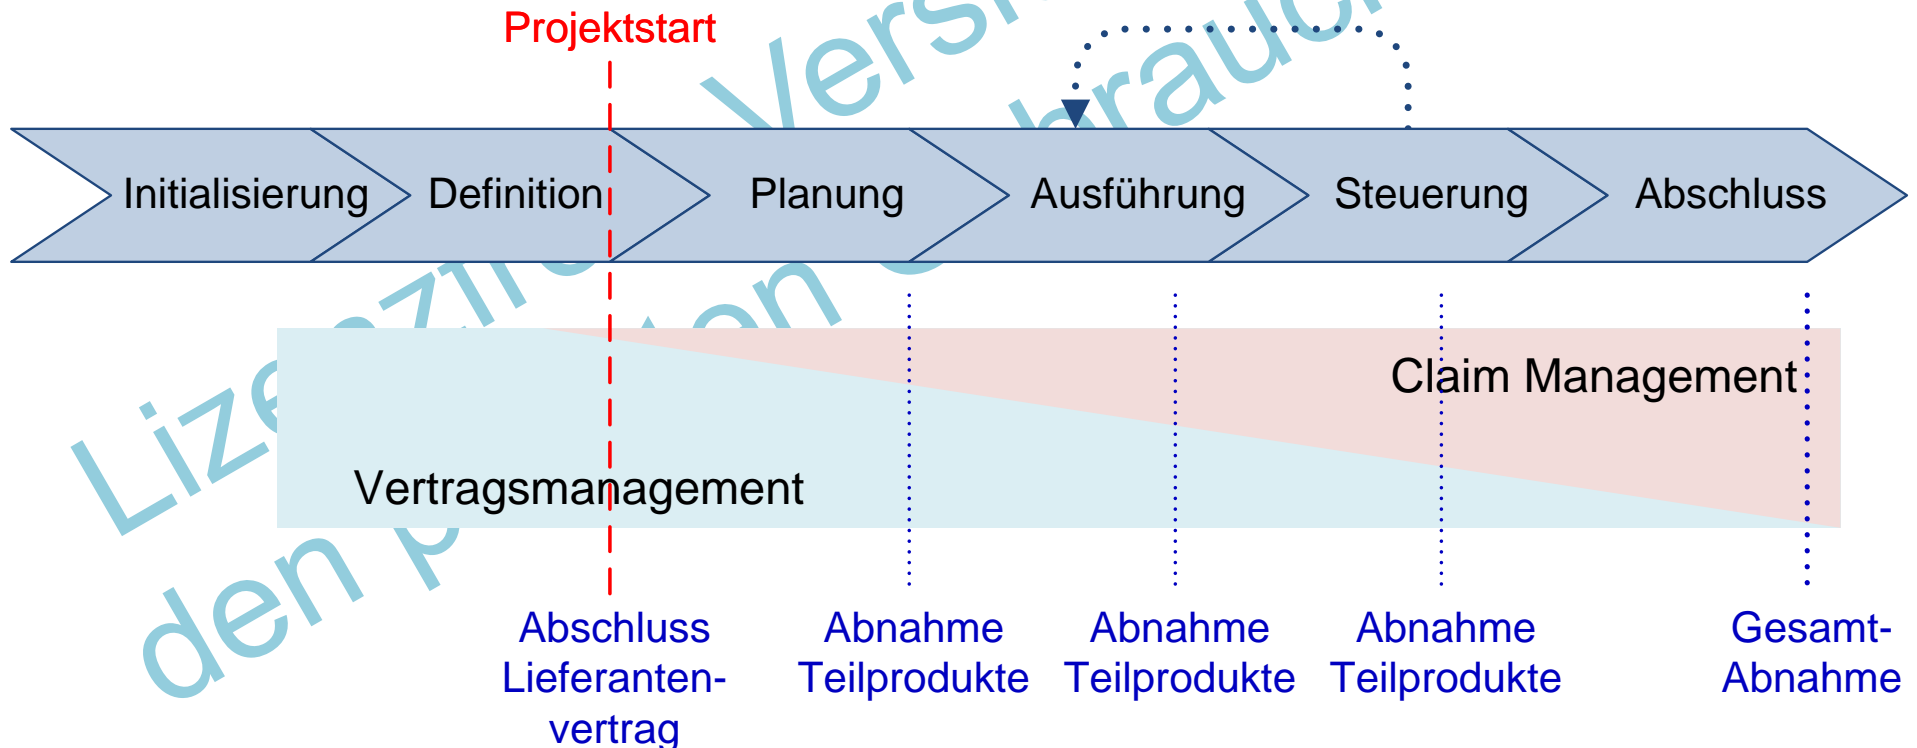 Projektstart
Initialisierung
Definition
Planung
Ausführung
Steuerung
Abschluss
Claim Management
Vertragsmanagement
Abschluss
Lieferanten-
vertrag
Abnahme
Teilprodukte
Abnahme
Teilprodukte
Abnahme
Teilprodukte
Gesamt-
Abnahme
den